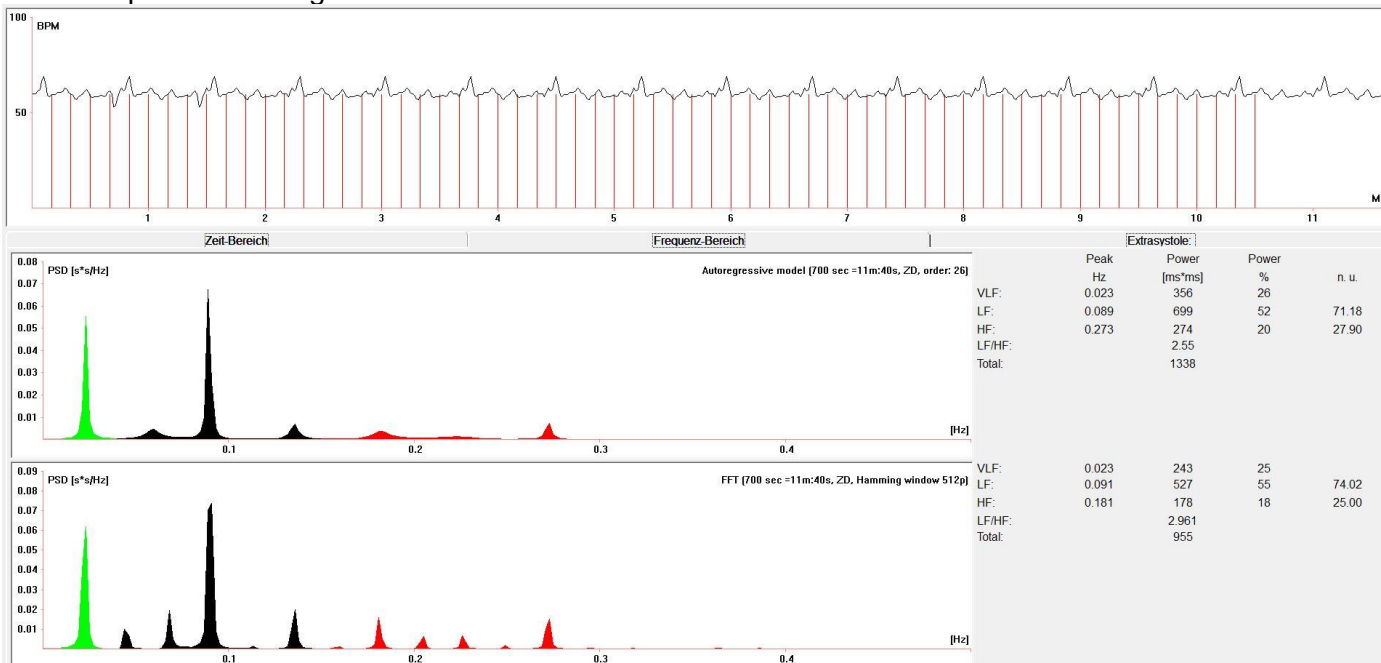 100
BPM
50
1 2 3 4 5 6 7 8 9 10 11
M
Zeit-Bereich Frequenz-Bereich Extrasystole:
0.08
PSD [s*s/Hz] Autoregressive model (700 sec =11m:40s, ZD, order: 26)
0.07
0.06
0.05
0.04
0.03
0.02
0.01
[Hz]
0.1 0.2 0.3 0.4
Peak Power Power
Hz [ms*ms] % n. u.
VLF: 0.023 356 26
LF: 0.089 699 52 71.18
HF: 0.273 274 20 27.90
LF/HF: 2.55
Total: 1338
0.09
PSD [s*s/Hz] FFT (700 sec =11m:40s, ZD, Hamming window 512p)
0.08
0.07
0.06
0.05
0.04
0.03
0.02
0.01
[Hz]
0.1 0.2 0.3 0.4
VLF: 0.023 243 25
LF: 0.091 527 55 74.02
HF: 0.181 178 18 25.00
LF/HF: 2.961
Total: 955